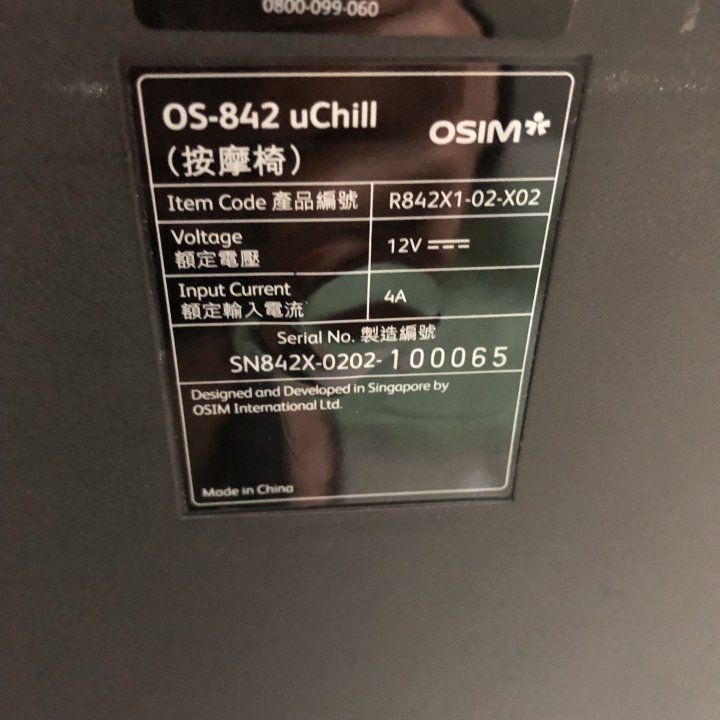 0800-099-060
OS-842 uChill
OSIM
(按摩椅)
Item Code 產品編號 R842X1-02-X02
Voltage
額定電壓
12V
Input Current
額定輸入電流
4A
Serial No. 製造編號
SN842X-0202-100065
Designed and Developed in Singapore by
OSIM International Ltd.
Made in China